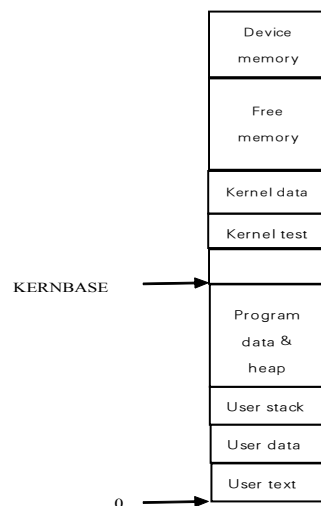 Device
memory
Free
memory
Kernel data
Kernel test
KERNBASE
Program
data &
heap
User stack
User data
User text
0